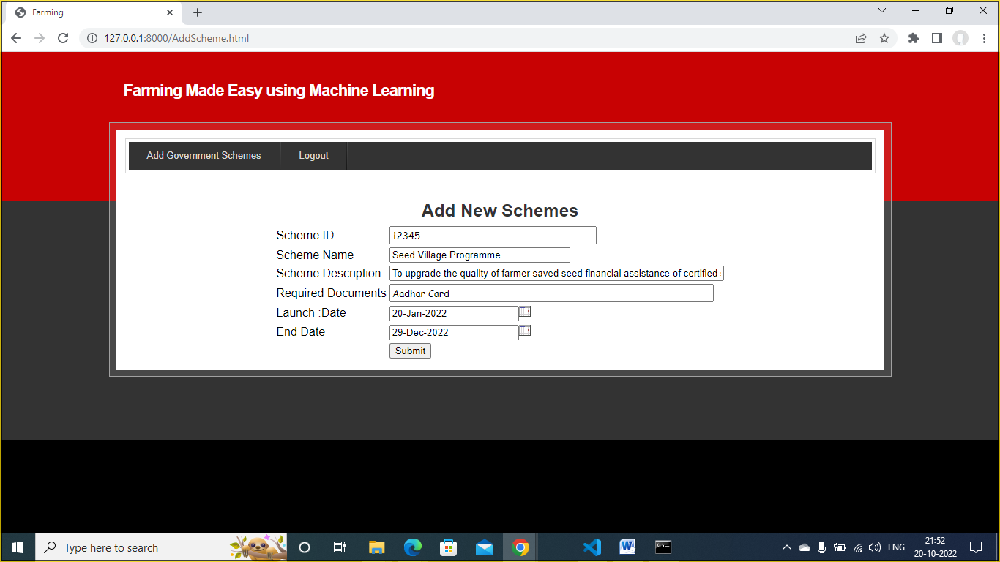 Farming
127.0.0.1:8000/AddScheme.html
Farming Made Easy using Machine Learning
Add Government Schemes Logout
Add New Schemes
Scheme ID 12345
Scheme Name Seed Village Programme
Scheme Description To upgrade the quality of farmer saved seed financial assistance of certified
Required Documents Aadhar Card
Launch :Date 20-Jan-2022
End Date 29-Dec-2022
Submit
Type here to search
ENG
21:52
20-10-2022